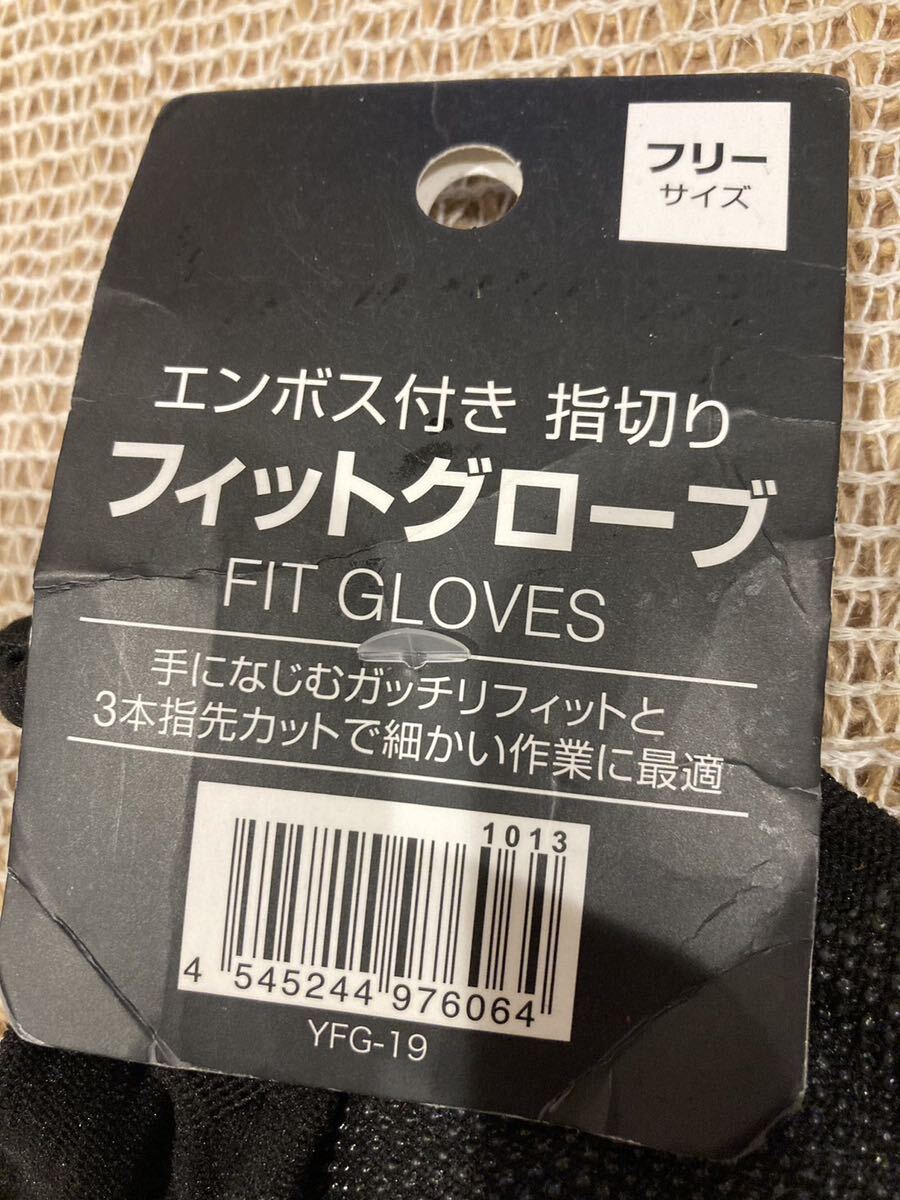 フリー
サイズ
エンボス付き 指切り
フィットグローブ
FIT GLOVES
手になじむガッチリフィットと
3本指先カットで細かい作業に最適
1013
4 545244 976064
YFG-19